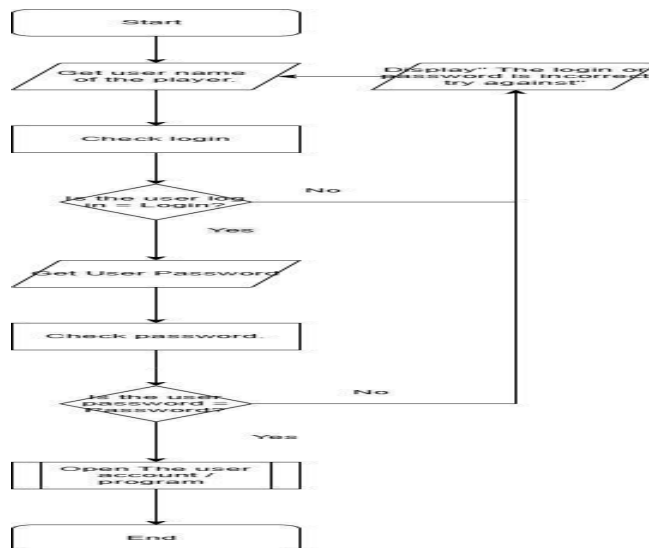 Start
Get user name
of the player.
Display" The login or
password is incorrect
try against"
Check login
Is the user log
in = Login?
No
Yes
Get User Password
Check password.
Is the user
password =
Password?
No
Yes
Open The user
account /
program
End